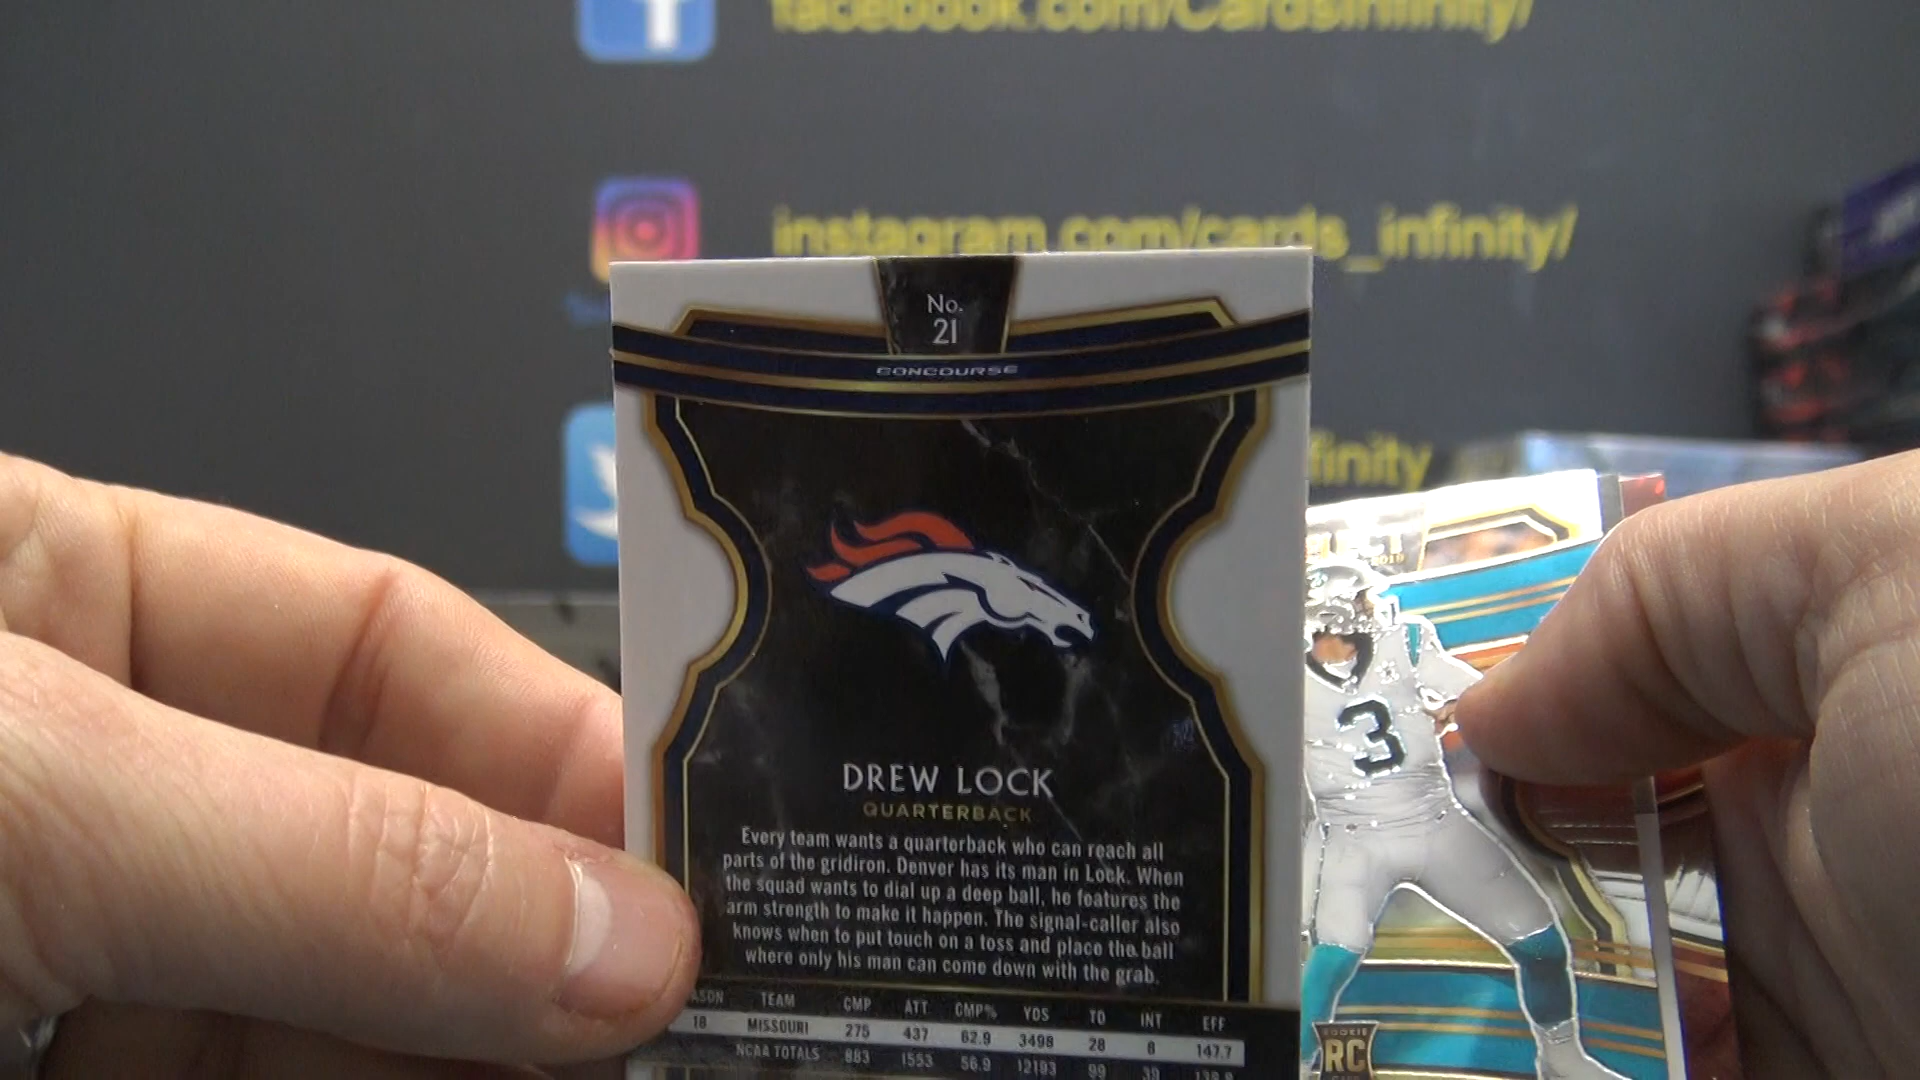 facebook.com/CardsInfinity/
instagram.com/cards_infinity/
finity
No.
21
CONCOURSE
DREW LOCK
QUARTERBACK
Every team wants a quarterback who can reach all
parts of the gridiron. Denver has its man in Lock. When
the squad wants to dial up a deep ball, he features the
arm strength to make it happen. The signal-caller also
knows when to put touch on a toss and place the ball
where only his man can come down with the grab.
ASON TEAM CMP ATT CMP% YDS TD INT EFF
18 MISSOURI 275 437 62.9 3498 28 8 147.7
NCAA TOTALS 883 1553 56.9 12193 99 39
3
ROOKIE
RC